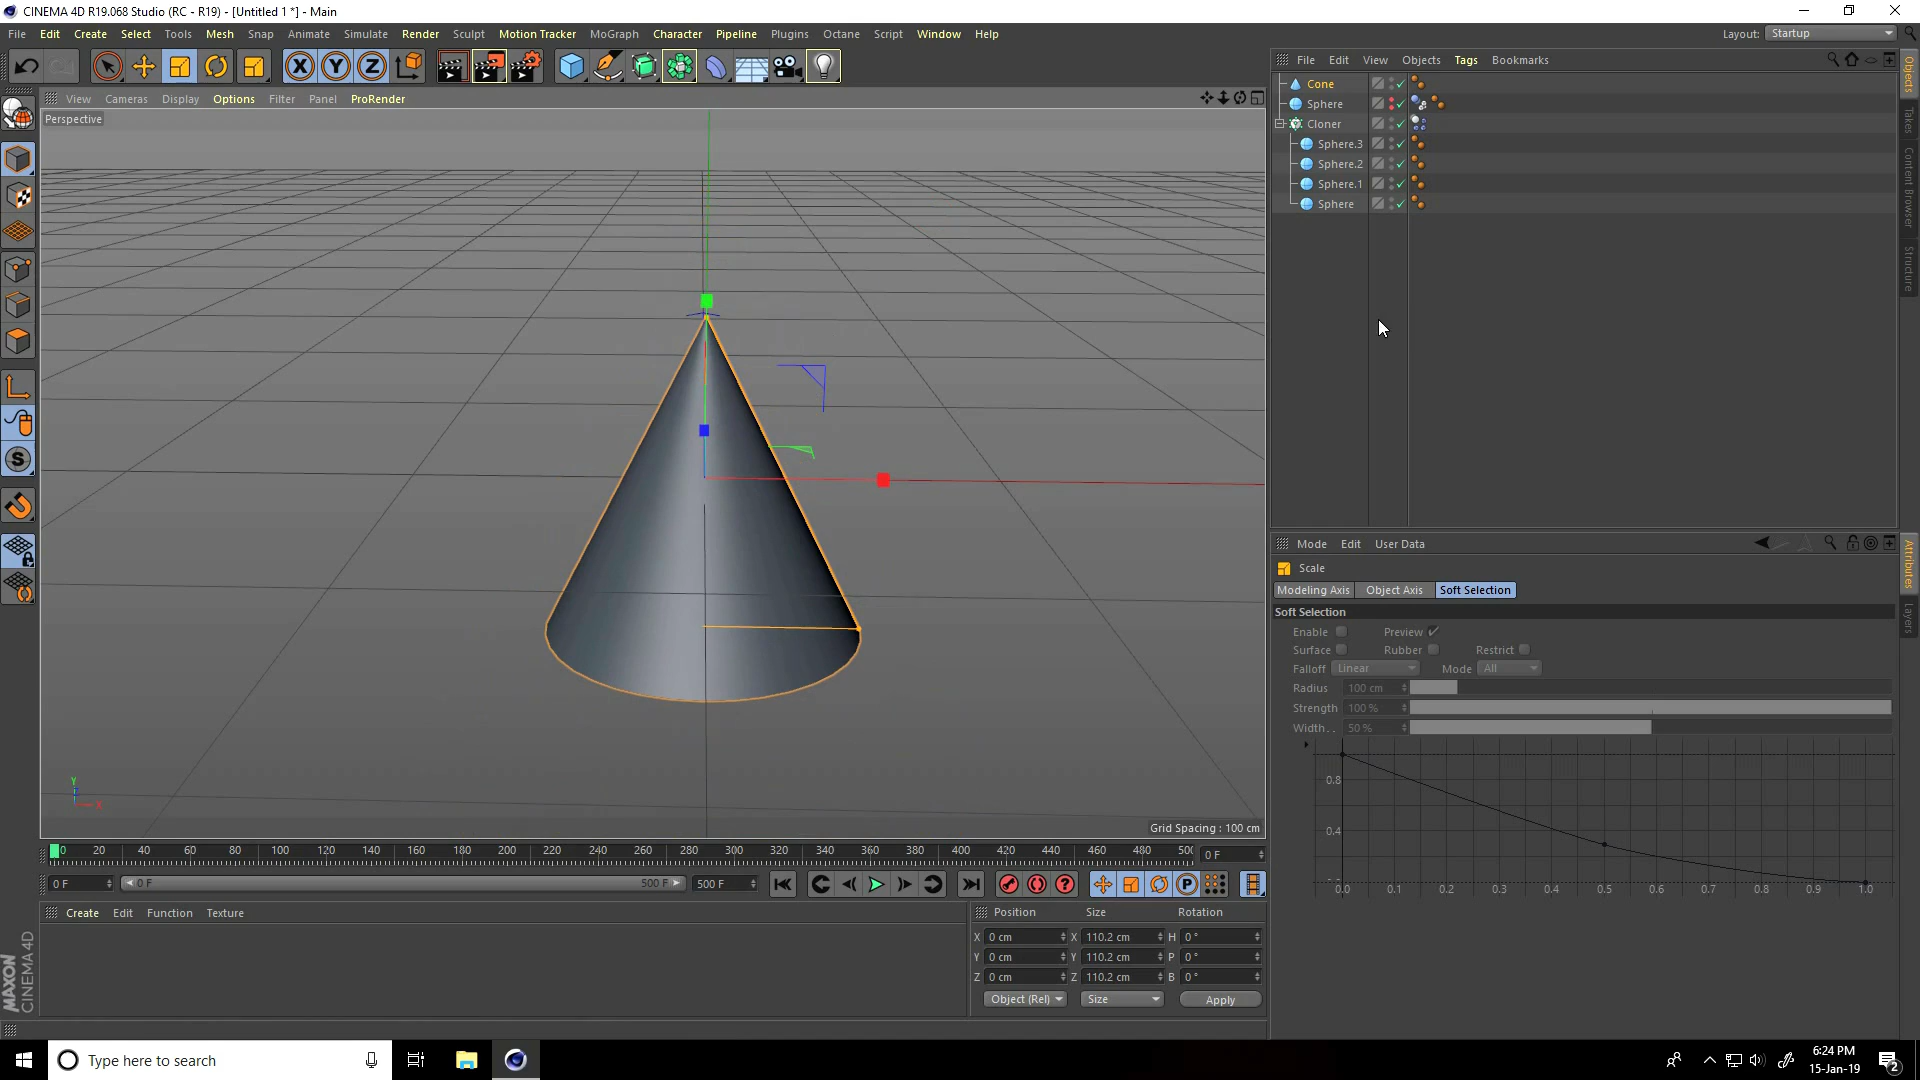 CINEMA 4D R19.068 Studio (RC - R19) - [Untitled 1 *] - Main
File Edit Create Select Tools Mesh Snap Animate Simulate Render Sculpt Motion Tracker MoGraph Character Pipeline Plugins Octane Script Window Help
Layout: Startup
File Edit View Objects Tags Bookmarks
View Cameras Display Options Filter Panel ProRender
Perspective
Cone
Sphere
Cloner
Sphere.3
Sphere.2
Sphere.1
Sphere
Objects
Takes
Content Browser
Structure
Mode Edit User Data
Scale
Modeling Axis Object Axis Soft Selection
Soft Selection
Enable Preview
Surface Rubber Restrict
Falloff Linear Mode All
Radius 100 cm
Strength 100 %
Width. . 50 %
0.8
0.4
0.0 0.1 0.2 0.3 0.4 0.5 0.6 0.7 0.8 0.9 1.0
Attributes
Layers
Y
Z
X
Grid Spacing : 100 cm
0 20 40 60 80 100 120 140 160 180 200 220 240 260 280 300 320 340 360 380 400 420 440 460 480 500
0 F
0 F 0 F 500 F 500 F
Create Edit Function Texture
Position Size Rotation
X 0 cm X 110.2 cm H 0 °
Y 0 cm Y 110.2 cm P 0 °
Z 0 cm Z 110.2 cm B 0 °
Object (Rel) Size Apply
MAXON
CINEMA 4D
Type here to search
6:24 PM
15-Jan-19
2